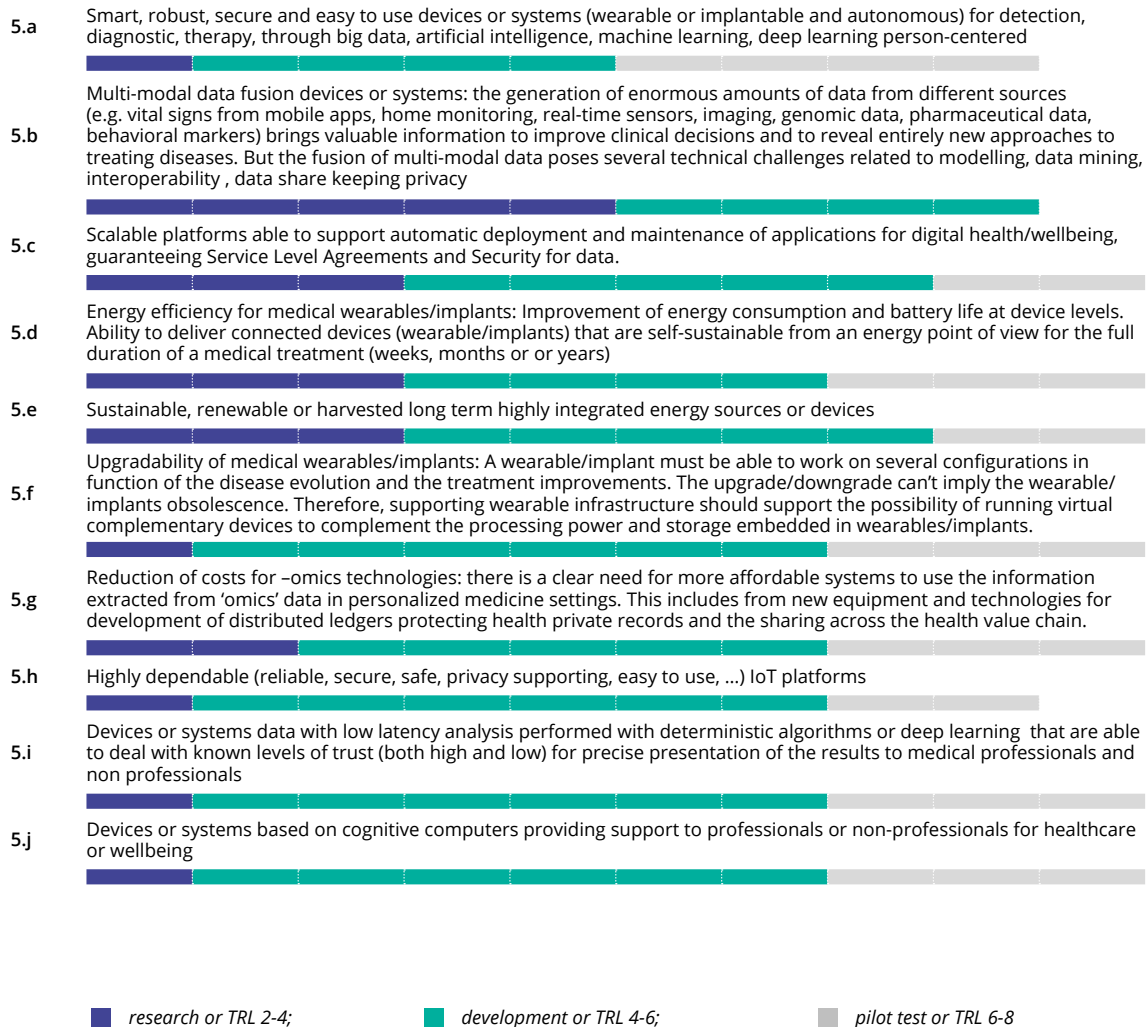 5.a
Smart, robust, secure and easy to use devices or systems (wearable or implantable and autonomous) for detection,
diagnostic, therapy, through big data, artificial intelligence, machine learning, deep learning person-centered
5.b
Multi-modal data fusion devices or systems: the generation of enormous amounts of data from different sources
(e.g. vital signs from mobile apps, home monitoring, real-time sensors, imaging, genomic data, pharmaceutical data,
behavioral markers) brings valuable information to improve clinical decisions and to reveal entirely new approaches to
treating diseases. But the fusion of multi-modal data poses several technical challenges related to modelling, data mining,
interoperability , data share keeping privacy
5.c
Scalable platforms able to support automatic deployment and maintenance of applications for digital health/wellbeing,
guaranteeing Service Level Agreements and Security for data.
5.d
Energy efficiency for medical wearables/implants: Improvement of energy consumption and battery life at device levels.
Ability to deliver connected devices (wearable/implants) that are self-sustainable from an energy point of view for the full
duration of a medical treatment (weeks, months or or years)
5.e
Sustainable, renewable or harvested long term highly integrated energy sources or devices
5.f
Upgradability of medical wearables/implants: A wearable/implant must be able to work on several configurations in
function of the disease evolution and the treatment improvements. The upgrade/downgrade can't imply the wearable/
implants obsolescence. Therefore, supporting wearable infrastructure should support the possibility of running virtual
complementary devices to complement the processing power and storage embedded in wearables/implants.
5.g
Reduction of costs for –omics technologies: there is a clear need for more affordable systems to use the information
extracted from ‘omics’ data in personalized medicine settings. This includes from new equipment and technologies for
development of distributed ledgers protecting health private records and the sharing across the health value chain.
5.h
Highly dependable (reliable, secure, safe, privacy supporting, easy to use, ...) IoT platforms
5.i
Devices or systems data with low latency analysis performed with deterministic algorithms or deep learning that are able
to deal with known levels of trust (both high and low) for precise presentation of the results to medical professionals and
non professionals
5.j
Devices or systems based on cognitive computers providing support to professionals or non-professionals for healthcare
or wellbeing
research or TRL 2-4;
development or TRL 4-6;
pilot test or TRL 6-8